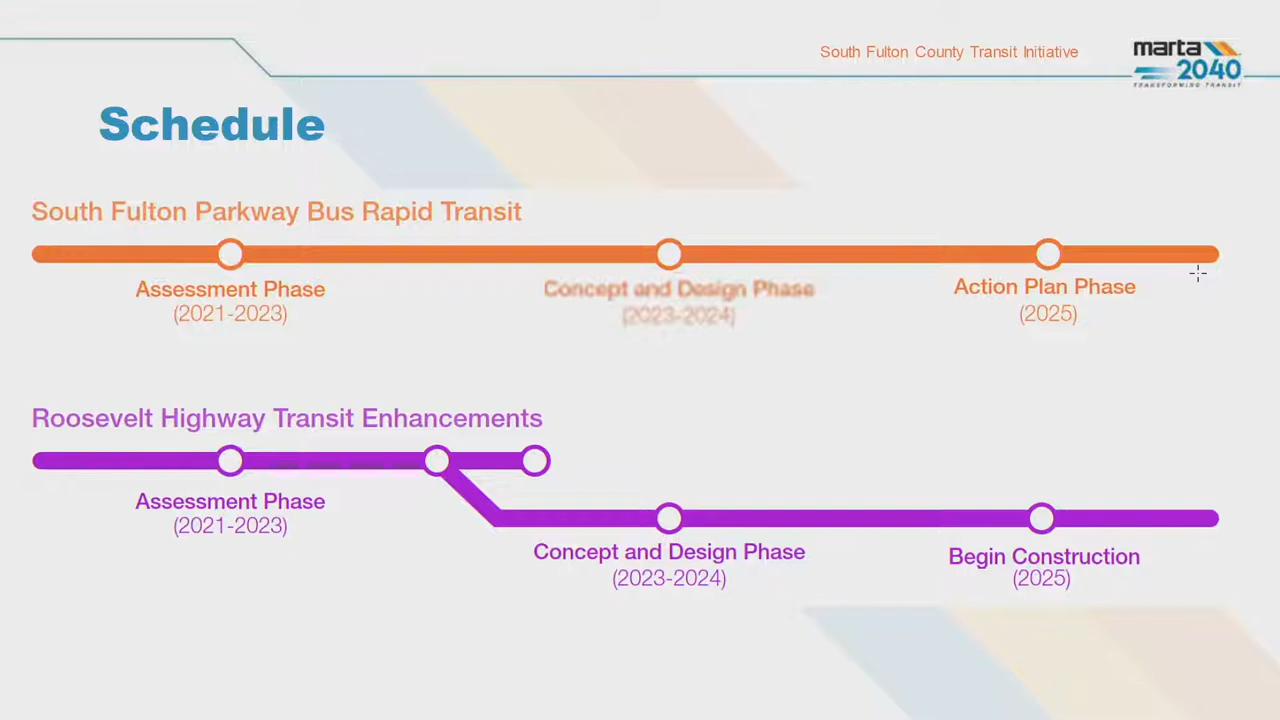 South Fulton County Transit Initiative
marta
2040
TRANSFORMING TRANSIT
Schedule
South Fulton Parkway Bus Rapid Transit
Assessment Phase
(2021-2023)
Concept and Design Phase
(2023-2024)
Action Plan Phase
(2025)
Roosevelt Highway Transit Enhancements
Assessment Phase
(2021-2023)
Concept and Design Phase
(2023-2024)
Begin Construction
(2025)